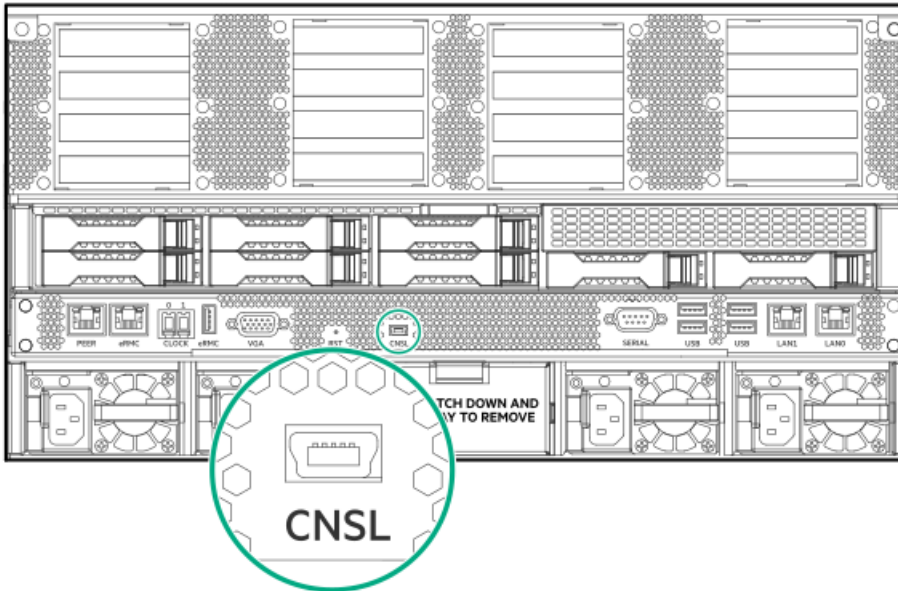 0 1
PEER eRMC CLOCK eRMC VGA RST CNSL SERIAL USB USB LAN1 LAN0
TCH DOWN AND
AY TO REMOVE
CNSL